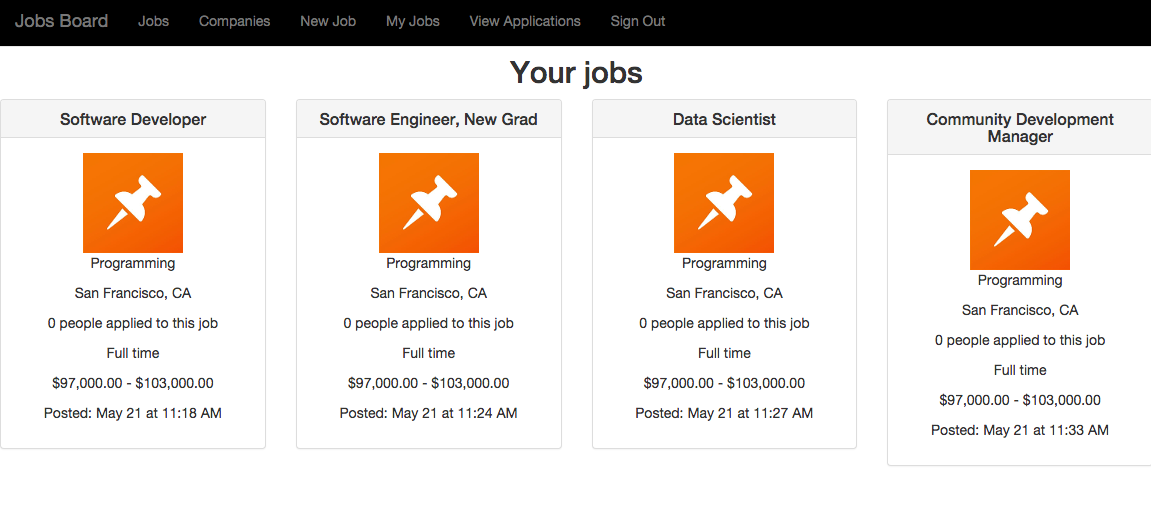 Jobs Board Jobs Companies New Job My Jobs View Applications Sign Out
Your jobs
Software Developer
Programming
San Francisco, CA
0 people applied to this job
Full time
$97,000.00 - $103,000.00
Posted: May 21 at 11:18 AM
Software Engineer, New Grad
Programming
San Francisco, CA
0 people applied to this job
Full time
$97,000.00 - $103,000.00
Posted: May 21 at 11:24 AM
Data Scientist
Programming
San Francisco, CA
0 people applied to this job
Full time
$97,000.00 - $103,000.00
Posted: May 21 at 11:27 AM
Community Development
Manager
Programming
San Francisco, CA
0 people applied to this job
Full time
$97,000.00 - $103,000.00
Posted: May 21 at 11:33 AM